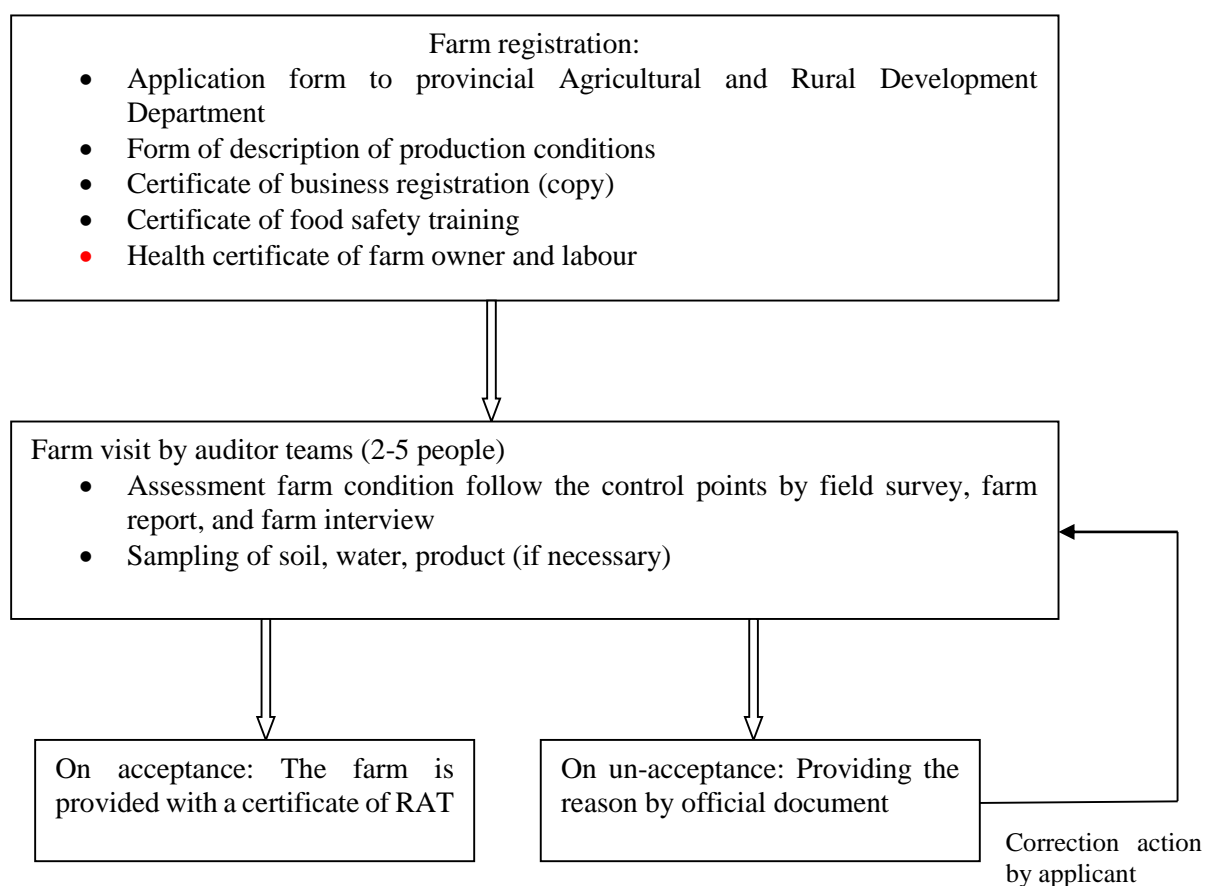 Farm registration:
• Application form to provincial Agricultural and Rural Development
Department
• Form of description of production conditions
• Certificate of business registration (copy)
• Certificate of food safety training
• Health certificate of farm owner and labour
Farm visit by auditor teams (2-5 people)
• Assessment farm condition follow the control points by field survey, farm
report, and farm interview
• Sampling of soil, water, product (if necessary)
On acceptance: The farm is
provided with a certificate of RAT
On un-acceptance: Providing the
reason by official document
Correction action
by applicant